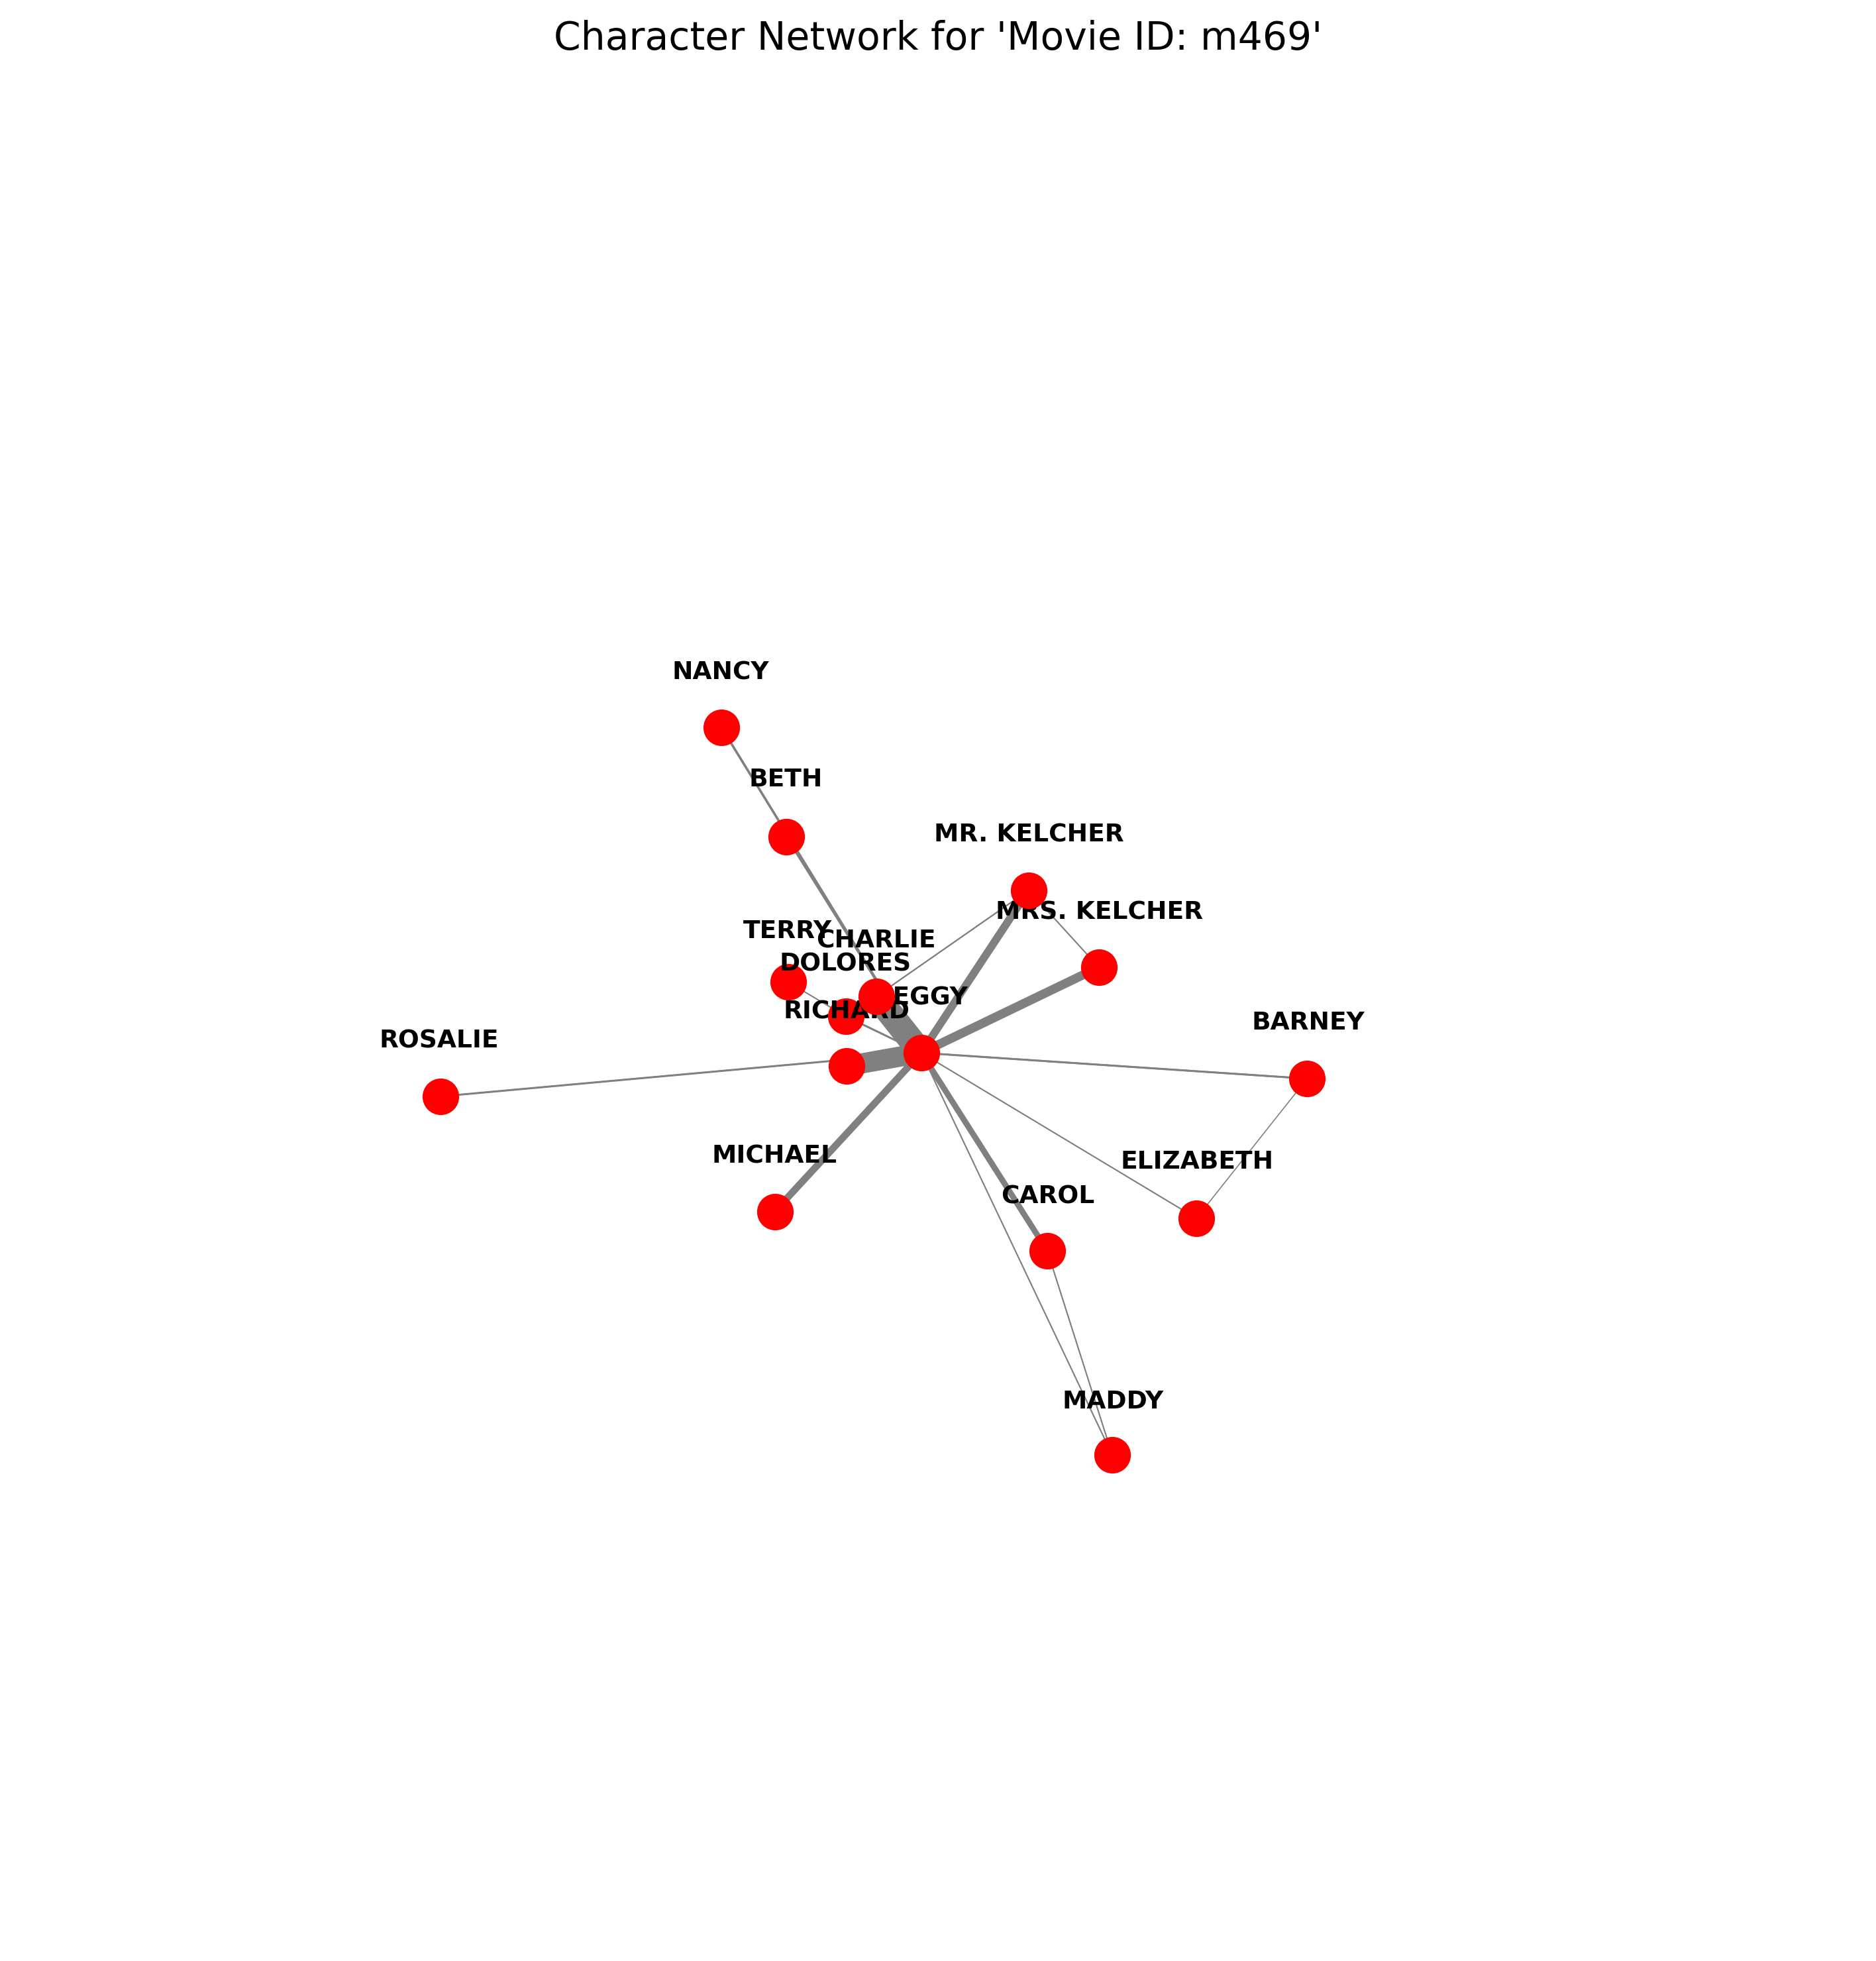 Character Network for 'Movie ID: m469'
NANCY
BETH
MR. KELCHER
MRS. KELCHER
TERRY
CHARLIE
DOLORES
EGGY
RICHARD
BARNEY
ROSALIE
MICHAEL
ELIZABETH
CAROL
MADDY